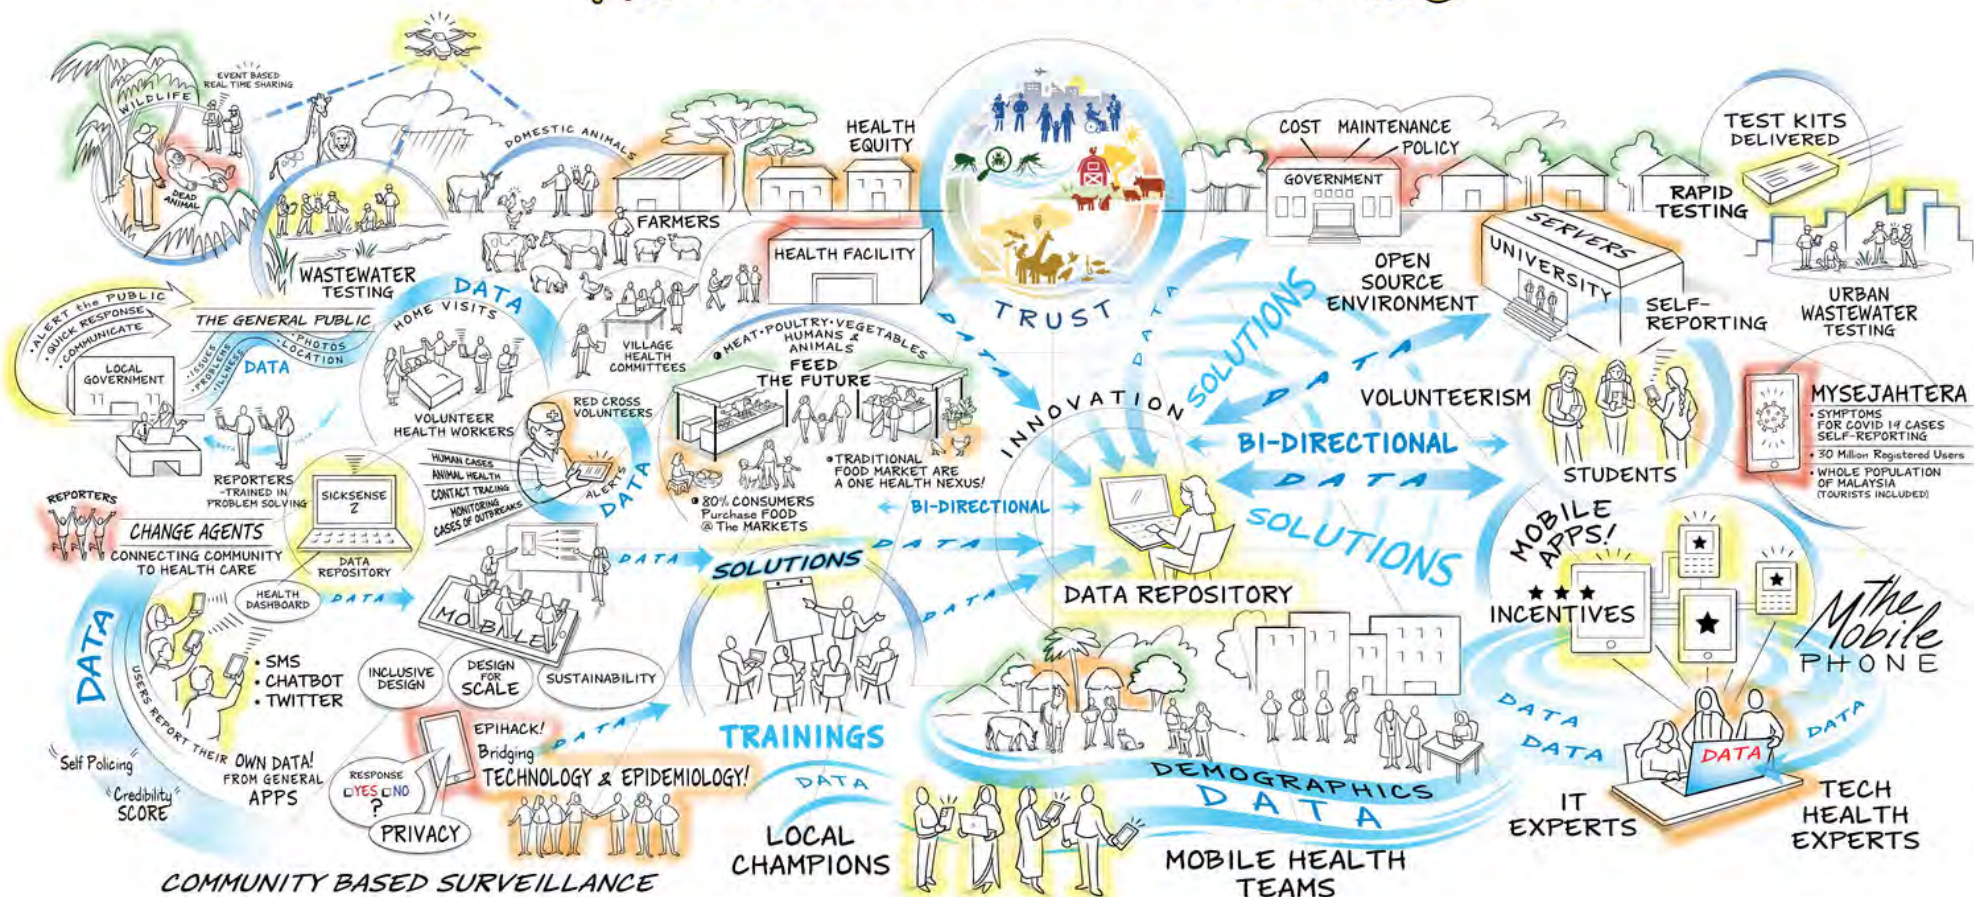 EVENT BASED
REAL TIME SHARING
WILDLIFE
DEAD
ANIMAL
WASTEWATER
TESTING
DOMESTIC ANIMALS
FARMERS
HEALTH
EQUITY
HEALTH FACILITY
TRUST
COST MAINTENANCE
POLICY
GOVERNMENT
TEST KITS
DELIVERED
RAPID
TESTING
SERVERS
UNIVERSITY
OPEN
SOURCE
ENVIRONMENT
SELF-
REPORTING
URBAN
WASTEWATER
TESTING
• ALERT the PUBLIC
• QUICK RESPONSE
• COMMUNICATE
THE GENERAL PUBLIC
• PHOTOS
• LOCATION
• ISSUES
• PROBLEMS
• ILLNESS
DATA
LOCAL
GOVERNMENT
DATA
REPORTERS
-TRAINED IN
PROBLEM SOLVING
DATA
HOME VISITS
VOLUNTEER
HEALTH WORKERS
VILLAGE
HEALTH
COMMITTEES
RED CROSS
VOLUNTEERS
HUMAN CASES
ANIMAL HEALTH
CONTACT TRACING
MONITORING
CASES OF OUTBREAKS
ALERTS
DATA
• MEAT • POULTRY • VEGETABLES
HUMANS &
ANIMALS
FEED
THE FUTURE
• TRADITIONAL
FOOD MARKET ARE
A ONE HEALTH NEXUS!
• 80% CONSUMERS
Purchase FOOD
@ The MARKETS
DATA
DATA
SOLUTIONS
DATA
INNOVATION
VOLUNTEERISM
BI-DIRECTIONAL
DATA
BI-DIRECTIONAL
SOLUTIONS
STUDENTS
MYSEJAHTERA
• SYMPTOMS
FOR COVID 19 CASES
SELF-REPORTING
• 30 Million Registered Users
• WHOLE POPULATION
OF MALAYSIA
(TOURISTS INCLUDED)
REPORTERS
CHANGE AGENTS
CONNECTING COMMUNITY
TO HEALTH CARE
SICKSENSE
2
DATA
REPOSITORY
HEALTH
DASHBOARD
DATA
MOBILE
DATA
SOLUTIONS
DATA
DATA
DATA REPOSITORY
MOBILE
APPS!
INCENTIVES
The
Mobile
PHONE
DATA
• SMS
• CHATBOT
• TWITTER
USERS REPORT THEIR
OWN DATA!
FROM GENERAL
APPS
"Self Policing"
"Credibility"
SCORE
INCLUSIVE
DESIGN
DESIGN
FOR
SCALE
SUSTAINABILITY
EPIHACK!
Bridging
TECHNOLOGY & EPIDEMIOLOGY!
DATA
RESPONSE
YES NO
?
PRIVACY
TRAININGS
DATA
LOCAL
CHAMPIONS
DEMOGRAPHICS
DATA
MOBILE HEALTH
TEAMS
DATA
DATA
DATA
DATA
IT
EXPERTS
TECH
HEALTH
EXPERTS
COMMUNITY BASED SURVEILLANCE